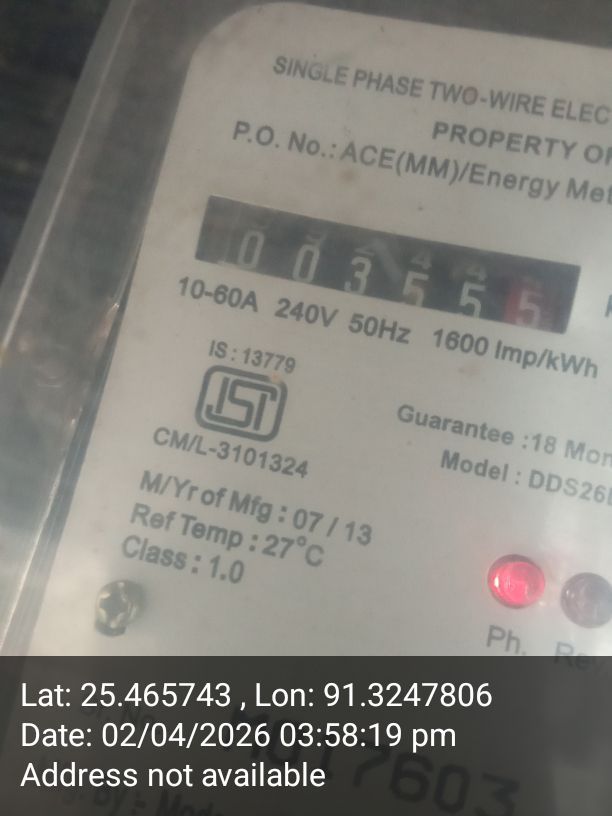 SINGLE PHASE TWO-WIRE ELEC
PROPERTY OF
P.O. No.: ACE(MM)/Energy Met
003555
10-60A 240V 50Hz 1600 Imp/kWh
IS : 13779
ISI
CM/L-3101324
Guarantee :18 Mon
Model : DDS26
M/Yr of Mfg : 07 / 13
Ref Temp : 27°C
Class : 1.0
Ph. Rev
Lat: 25.465743 , Lon: 91.3247806
Date: 02/04/2026 03:58:19 pm
Address not available
7603